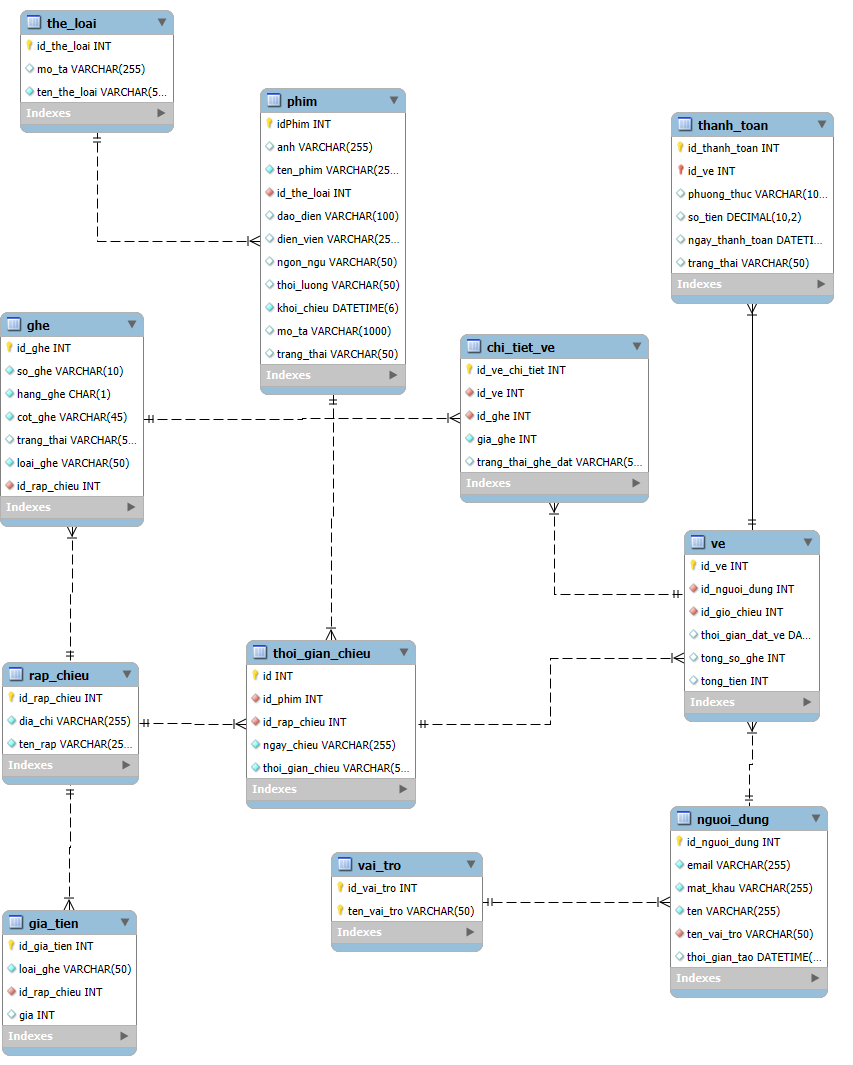 the_loai
id_the_loai INT
mo_ta VARCHAR(255)
ten_the_loai VARCHAR(5...
Indexes
phim
idPhim INT
anh VARCHAR(255)
ten_phim VARCHAR(25...
id_the_loai INT
dao_dien VARCHAR(100)
dien_vien VARCHAR(25...
ngon_ngu VARCHAR(50)
thoi_luong VARCHAR(50)
khoi_chieu DATETIME(6)
mo_ta VARCHAR(1000)
trang_thai VARCHAR(50)
Indexes
thanh_toan
id_thanh_toan INT
id_ve INT
phuong_thuc VARCHAR(10...
so_tien DECIMAL(10,2)
ngay_thanh_toan DATETI...
trang_thai VARCHAR(50)
Indexes
ghe
id_ghe INT
so_ghe VARCHAR(10)
hang_ghe CHAR(1)
cot_ghe VARCHAR(45)
trang_thai VARCHAR(5...
loai_ghe VARCHAR(50)
id_rap_chieu INT
Indexes
chi_tiet_ve
id_ve_chi_tiet INT
id_ve INT
id_ghe INT
gia_ghe INT
trang_thai_ghe_dat VARCHAR(5...
Indexes
ve
id_ve INT
id_nguoi_dung INT
id_gio_chieu INT
thoi_gian_dat_ve DA...
tong_so_ghe INT
tong_tien INT
Indexes
rap_chieu
id_rap_chieu INT
dia_chi VARCHAR(255)
ten_rap VARCHAR(25...
Indexes
thoi_gian_chieu
id INT
id_phim INT
id_rap_chieu INT
ngay_chieu VARCHAR(255)
thoi_gian_chieu VARCHAR(5...
Indexes
nguoi_dung
id_nguoi_dung INT
email VARCHAR(255)
mat_khau VARCHAR(255)
ten VARCHAR(255)
ten_vai_tro VARCHAR(50)
thoi_gian_tao DATETIME(...
Indexes
vai_tro
id_vai_tro INT
ten_vai_tro VARCHAR(50)
Indexes
gia_tien
id_gia_tien INT
loai_ghe VARCHAR(50)
id_rap_chieu INT
gia INT
Indexes